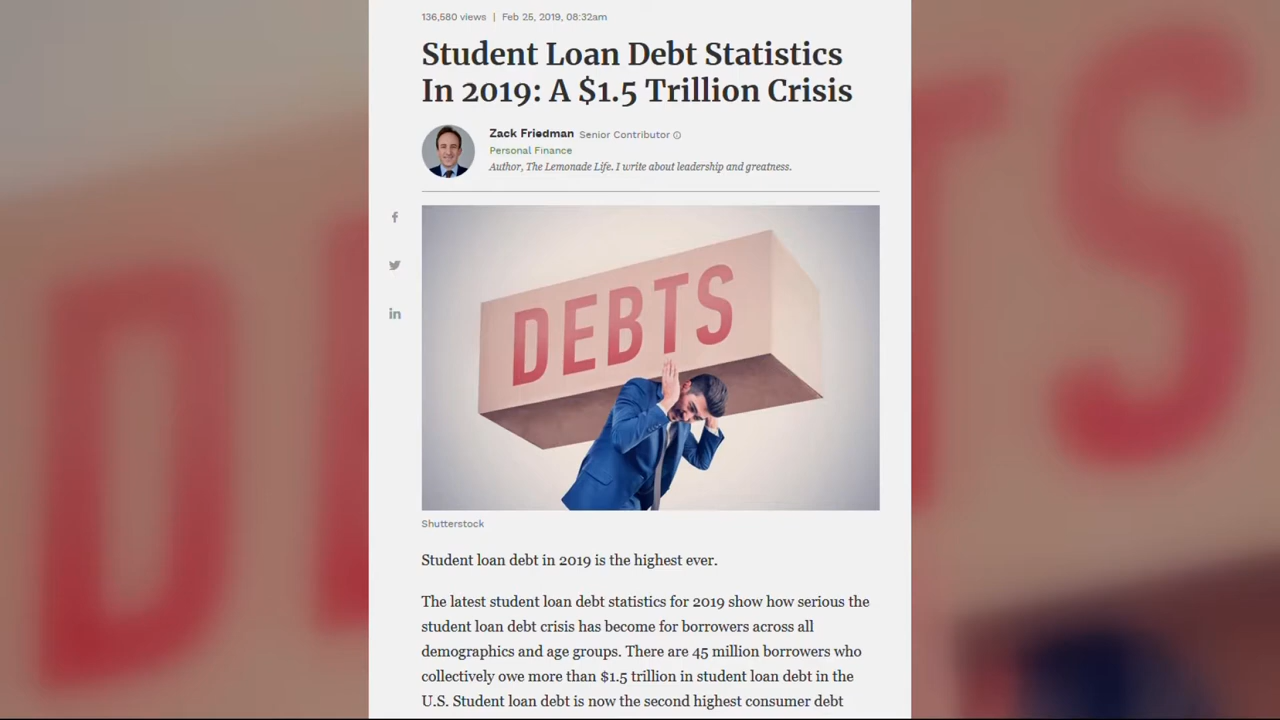 136,580 views | Feb 25, 2019, 08:32am
Student Loan Debt Statistics
In 2019: A $1.5 Trillion Crisis
Zack Friedman Senior Contributor
Personal Finance
Author, The Lemonade Life. I write about leadership and greatness.
DEBTS
Shutterstock
Student loan debt in 2019 is the highest ever.
The latest student loan debt statistics for 2019 show how serious the
student loan debt crisis has become for borrowers across all
demographics and age groups. There are 45 million borrowers who
collectively owe more than $1.5 trillion in student loan debt in the
U.S. Student loan debt is now the second highest consumer debt